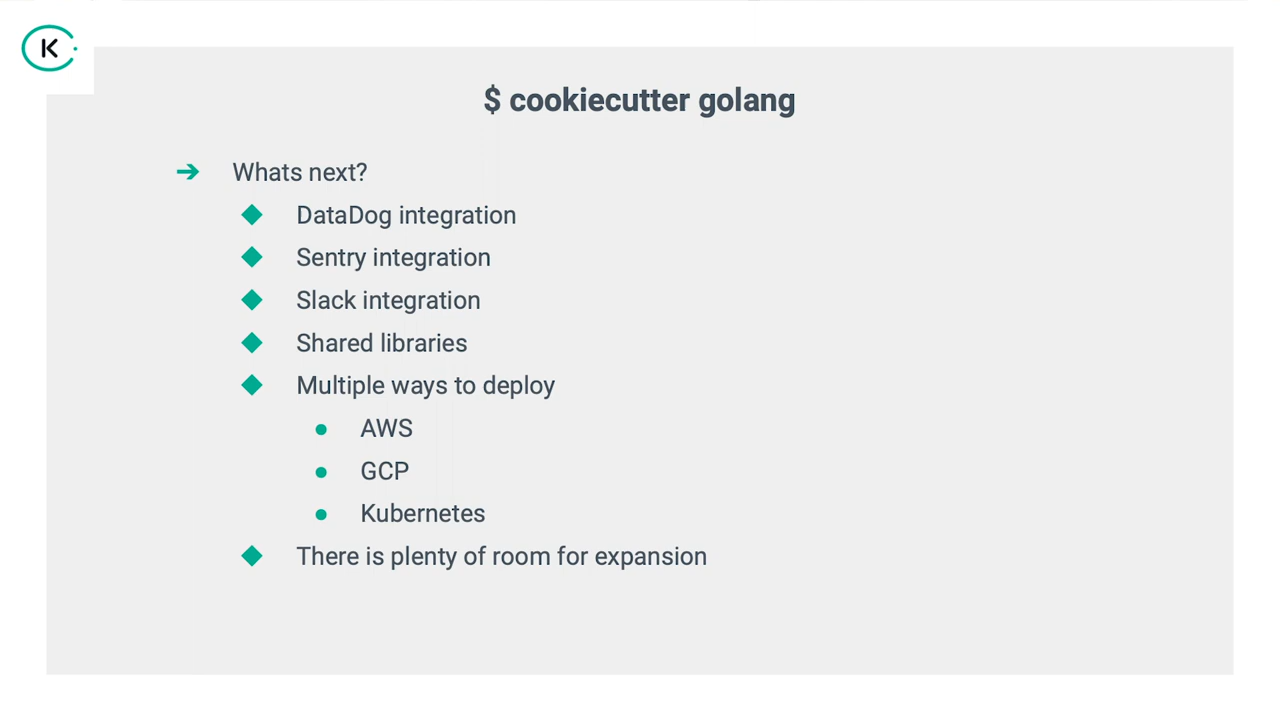 K
$ cookiecutter golang
Whats next?
DataDog integration
Sentry integration
Slack integration
Shared libraries
Multiple ways to deploy
AWS
GCP
Kubernetes
There is plenty of room for expansion